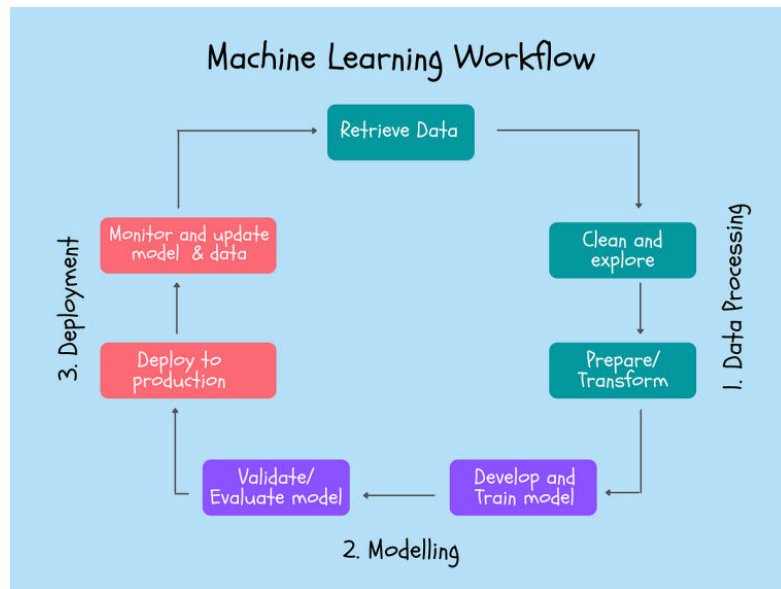 Machine Learning Workflow
Retrieve Data
Clean and
explore
Prepare/
Transform
1. Data Processing
Develop and
Train model
Validate/
Evaluate model
2. Modelling
Deploy to
production
Monitor and update
model & data
3. Deployment